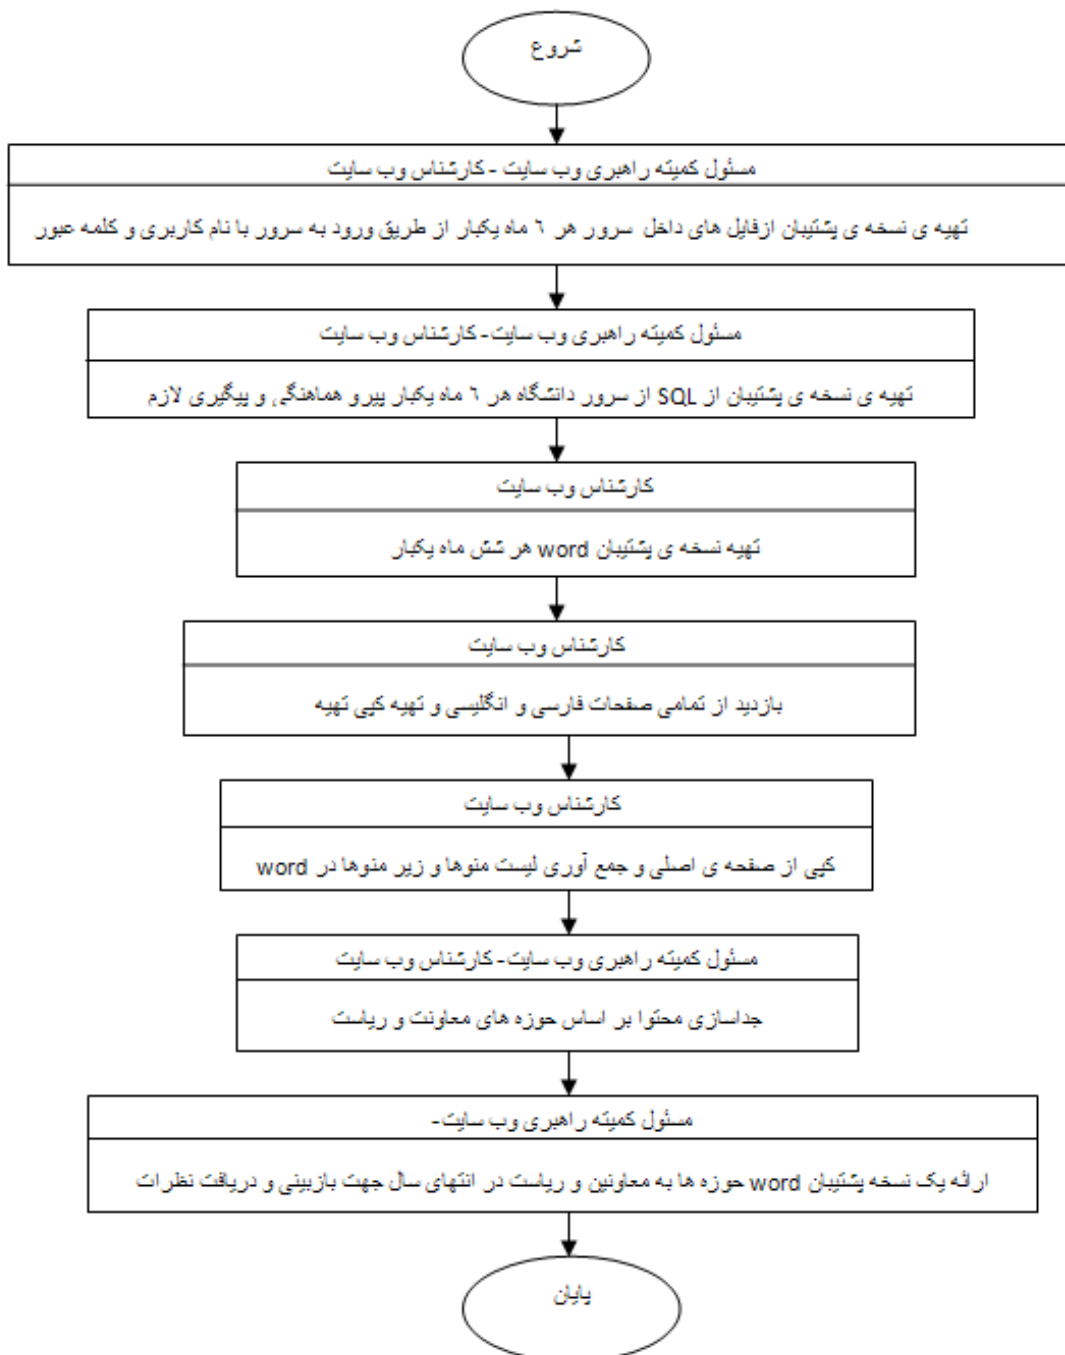 شروع
مسئول کمیته راهبری وب سایت - کارشناس وب سایت
تهیه ی نسخه ی پشتیبان ازفایل های داخل سرور هر ٦ ماه یکبار از طریق ورود به سرور با نام کاربری و کلمه عبور
مسئول کمیته راهبری وب سایت- کارشناس وب سایت
تهیه ی نسخه ی پشتیبان از SQL از سرور دانشگاه هر ٦ ماه یکبار پیرو هماهنگی و پیگیری لازم
کارشناس وب سایت
تهیه نسخه ی پشتیبان word هر شش ماه یکبار
کارشناس وب سایت
بازدید از تمامی صفحات فارسی و انگلیسی و تهیه کپی تهیه
کارشناس وب سایت
کپی از صفحه ی اصلی و جمع آوری لیست منوها و زیر منوها در word
مسئول کمیته راهبری وب سایت- کارشناس وب سایت
جداسازی محتوا بر اساس حوزه های معاونت و ریاست
مسئول کمیته راهبری وب سایت-
ارائه یک نسخه پشتیبان word حوزه ها به معاونین و ریاست در انتهای سال جهت بازبینی و دریافت نظرات
پایان